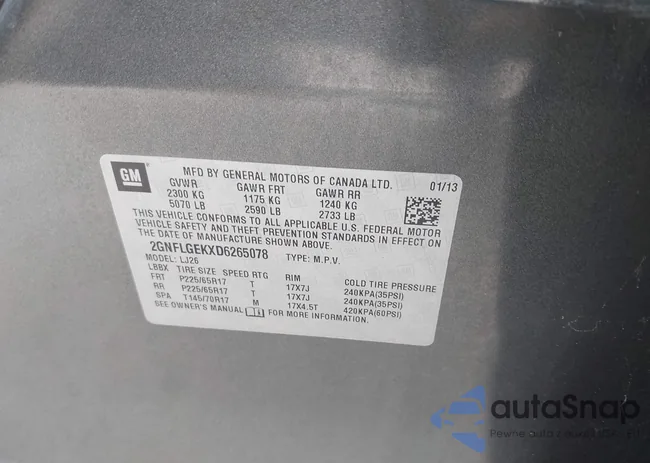 GM
MFD BY GENERAL MOTORS OF CANADA LTD. 01/13
GVWR GAWR FRT GAWR RR
2300 KG 1175 KG 1240 KG
5070 LB 2590 LB 2733 LB
THIS VEHICLE CONFORMS TO ALL APPLICABLE U.S. FEDERAL MOTOR
VEHICLE SAFETY AND THEFT PREVENTION STANDARDS IN EFFECT ON
THE DATE OF MANUFACTURE SHOWN ABOVE.
2GNFLGEKXD6265078 TYPE: M.P.V.
MODEL: LJ26
LBBX TIRE SIZE SPEED RTG RIM COLD TIRE PRESSURE
FRT P225/65R17 T 17X7J 240KPA(35PSI)
RR P225/65R17 T 17X7J 240KPA(35PSI)
SPA T145/70R17 M 17X4.5T 420KPA(60PSI)
SEE OWNER'S MANUAL FOR MORE INFORMATION.
autaSnap
Pewne auta z aukcji USA